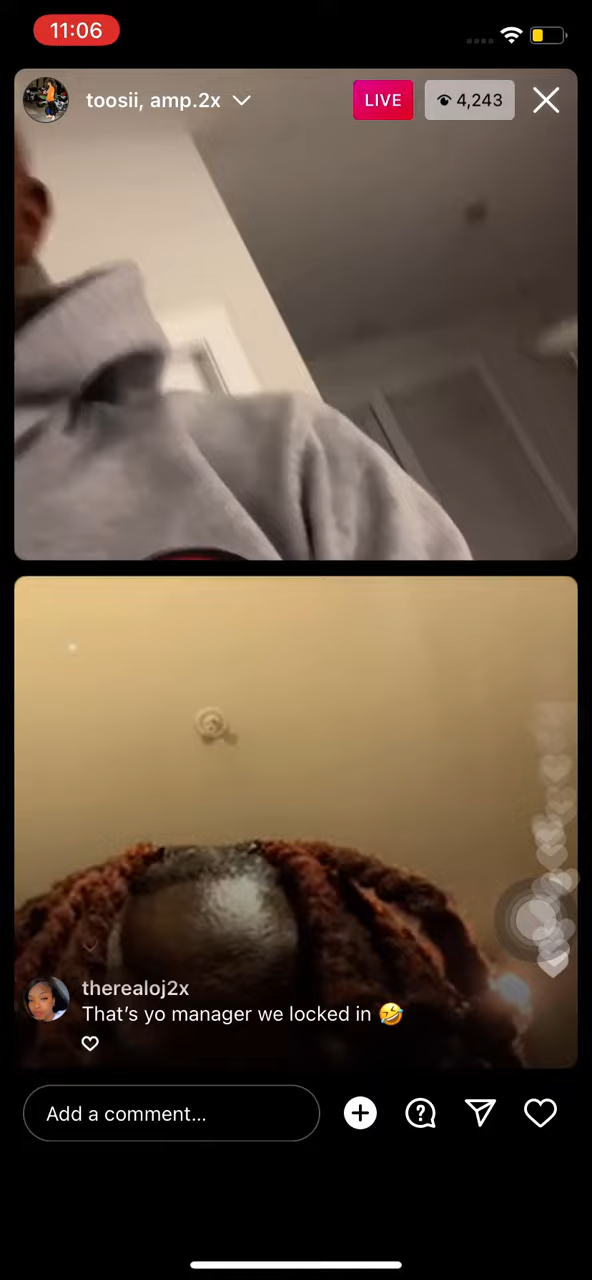 11:06
toosii, amp.2x
LIVE
4,243
therealoj2x
That's yo manager we locked in 🤣
Add a comment...